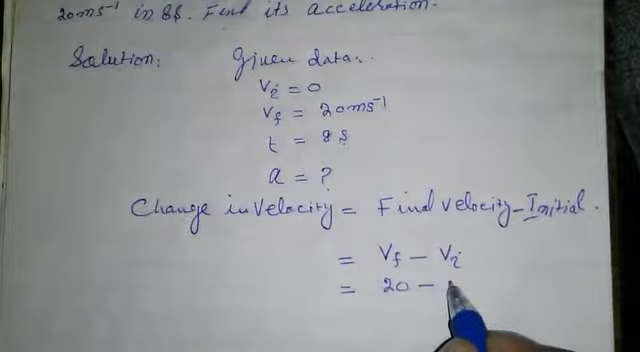 20ms⁻¹ in 8s. Find its acceleration.
Solution: Given data:
Vi = 0
Vf = 20ms⁻¹
t = 8s
a = ?
Change in Velocity = Final Velocity - Initial.
= Vf - Vi
= 20 -